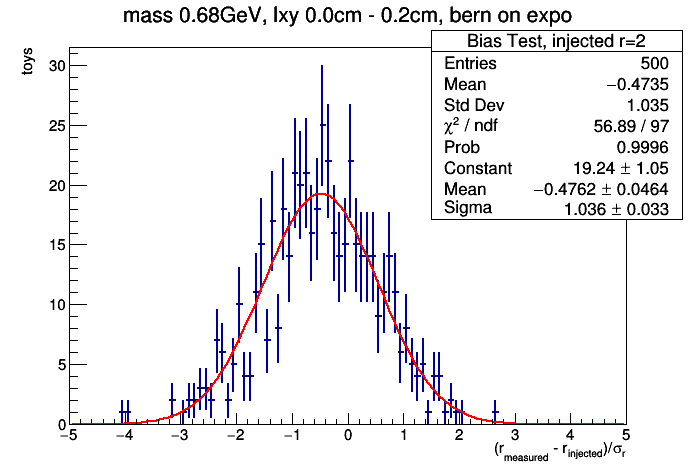 mass 0.68GeV, lxy 0.0cm - 0.2cm, bern on expo
Bias Test, injected r=2
Entries 500
Mean −0.4735
Std Dev 1.035
χ² / ndf 56.89 / 97
Prob 0.9996
Constant 19.24 ± 1.05
Mean −0.4762 ± 0.0464
Sigma 1.036 ± 0.033
toys
30
25
20
15
10
5
0
−5 −4 −3 −2 −1 0 1 2 3 4 5
(r_measured - r_injected)/σ_r